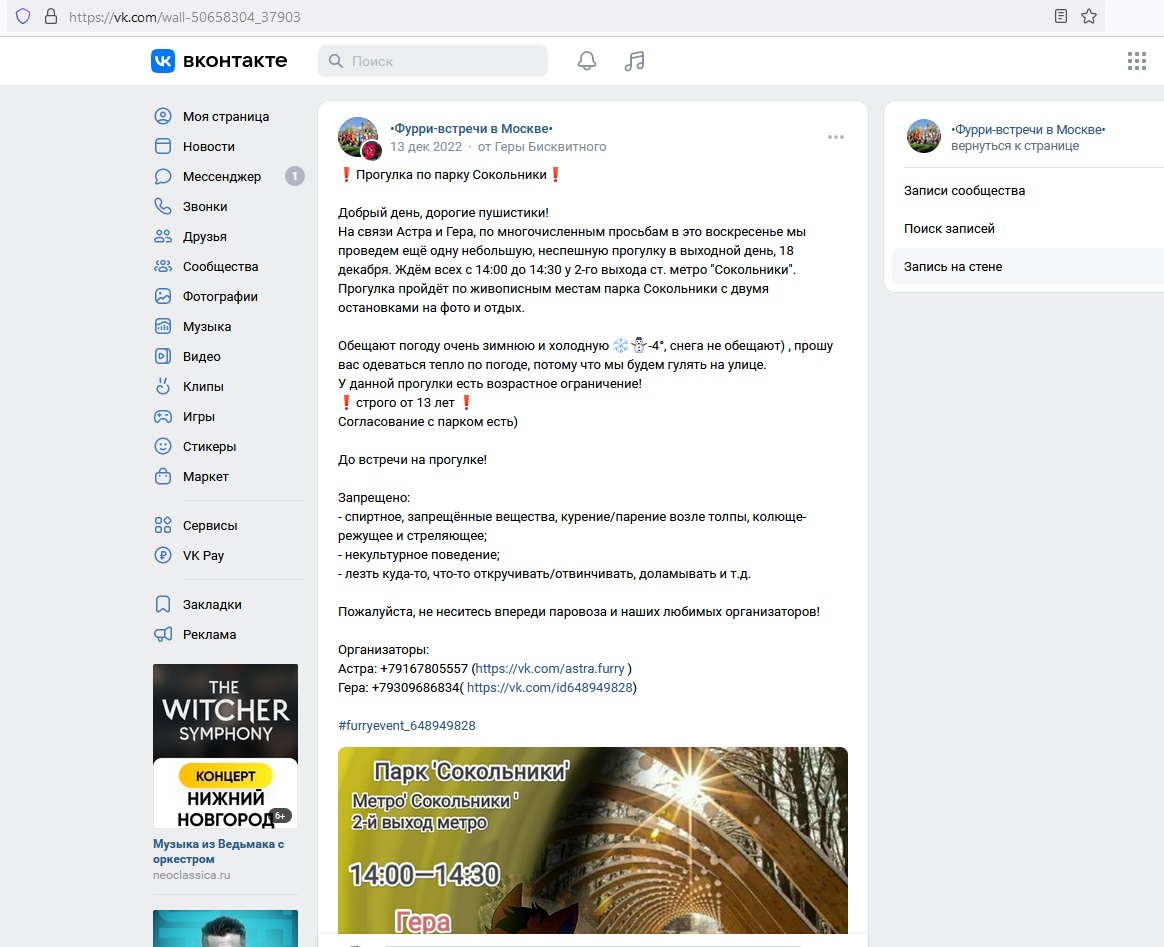 https://vk.com/wall-50658304_37903
вконтакте
Поиск
Моя страница
Новости
Мессенджер
1
Звонки
Друзья
Сообщества
Фотографии
Музыка
Видео
Клипы
Игры
Стикеры
Маркет
Сервисы
VK Pay
Закладки
Реклама
THE
WITCHER
SYMPHONY
КОНЦЕРТ
НИЖНИЙ
НОВГОРОД
6+
Музыка из Ведьмака с
оркестром
neoclassica.ru
•Фурри-встречи в Москве•
13 дек 2022 · от Геры Бисквитного
❗ Прогулка по парку Сокольники ❗
Добрый день, дорогие пушистики!
На связи Астра и Гера, по многочисленным просьбам в это воскресенье мы
проведем ещё одну небольшую, неспешную прогулку в выходной день, 18
декабря. Ждём всех с 14:00 до 14:30 у 2-го выхода ст. метро "Сокольники".
Прогулка пройдёт по живописным местам парка Сокольники с двумя
остановками на фото и отдых.
Обещают погоду очень зимнюю и холодную ❄️⛄-4°, снега не обещают) , прошу
вас одеваться тепло по погоде, потому что мы будем гулять на улице.
У данной прогулки есть возрастное ограничение!
❗ строго от 13 лет ❗
Согласование с парком есть)
До встречи на прогулке!
Запрещено:
- спиртное, запрещённые вещества, курение/парение возле толпы, колюще-
режущее и стреляющее;
- некультурное поведение;
- лезть куда-то, что-то откручивать/отвинчивать, доламывать и т.д.
Пожалуйста, не неситесь впереди паровоза и наших любимых организаторов!
Организаторы:
Астра: +79167805557 (https://vk.com/astra.furry )
Гера: +79309686834( https://vk.com/id648949828)
#furryevent_648949828
Парк 'Сокольники'
Метро' Сокольники '
2-й выход метро
14:00—14:30
Гера
•Фурри-встречи в Москве•
вернуться к странице
Записи сообщества
Поиск записей
Запись на стене